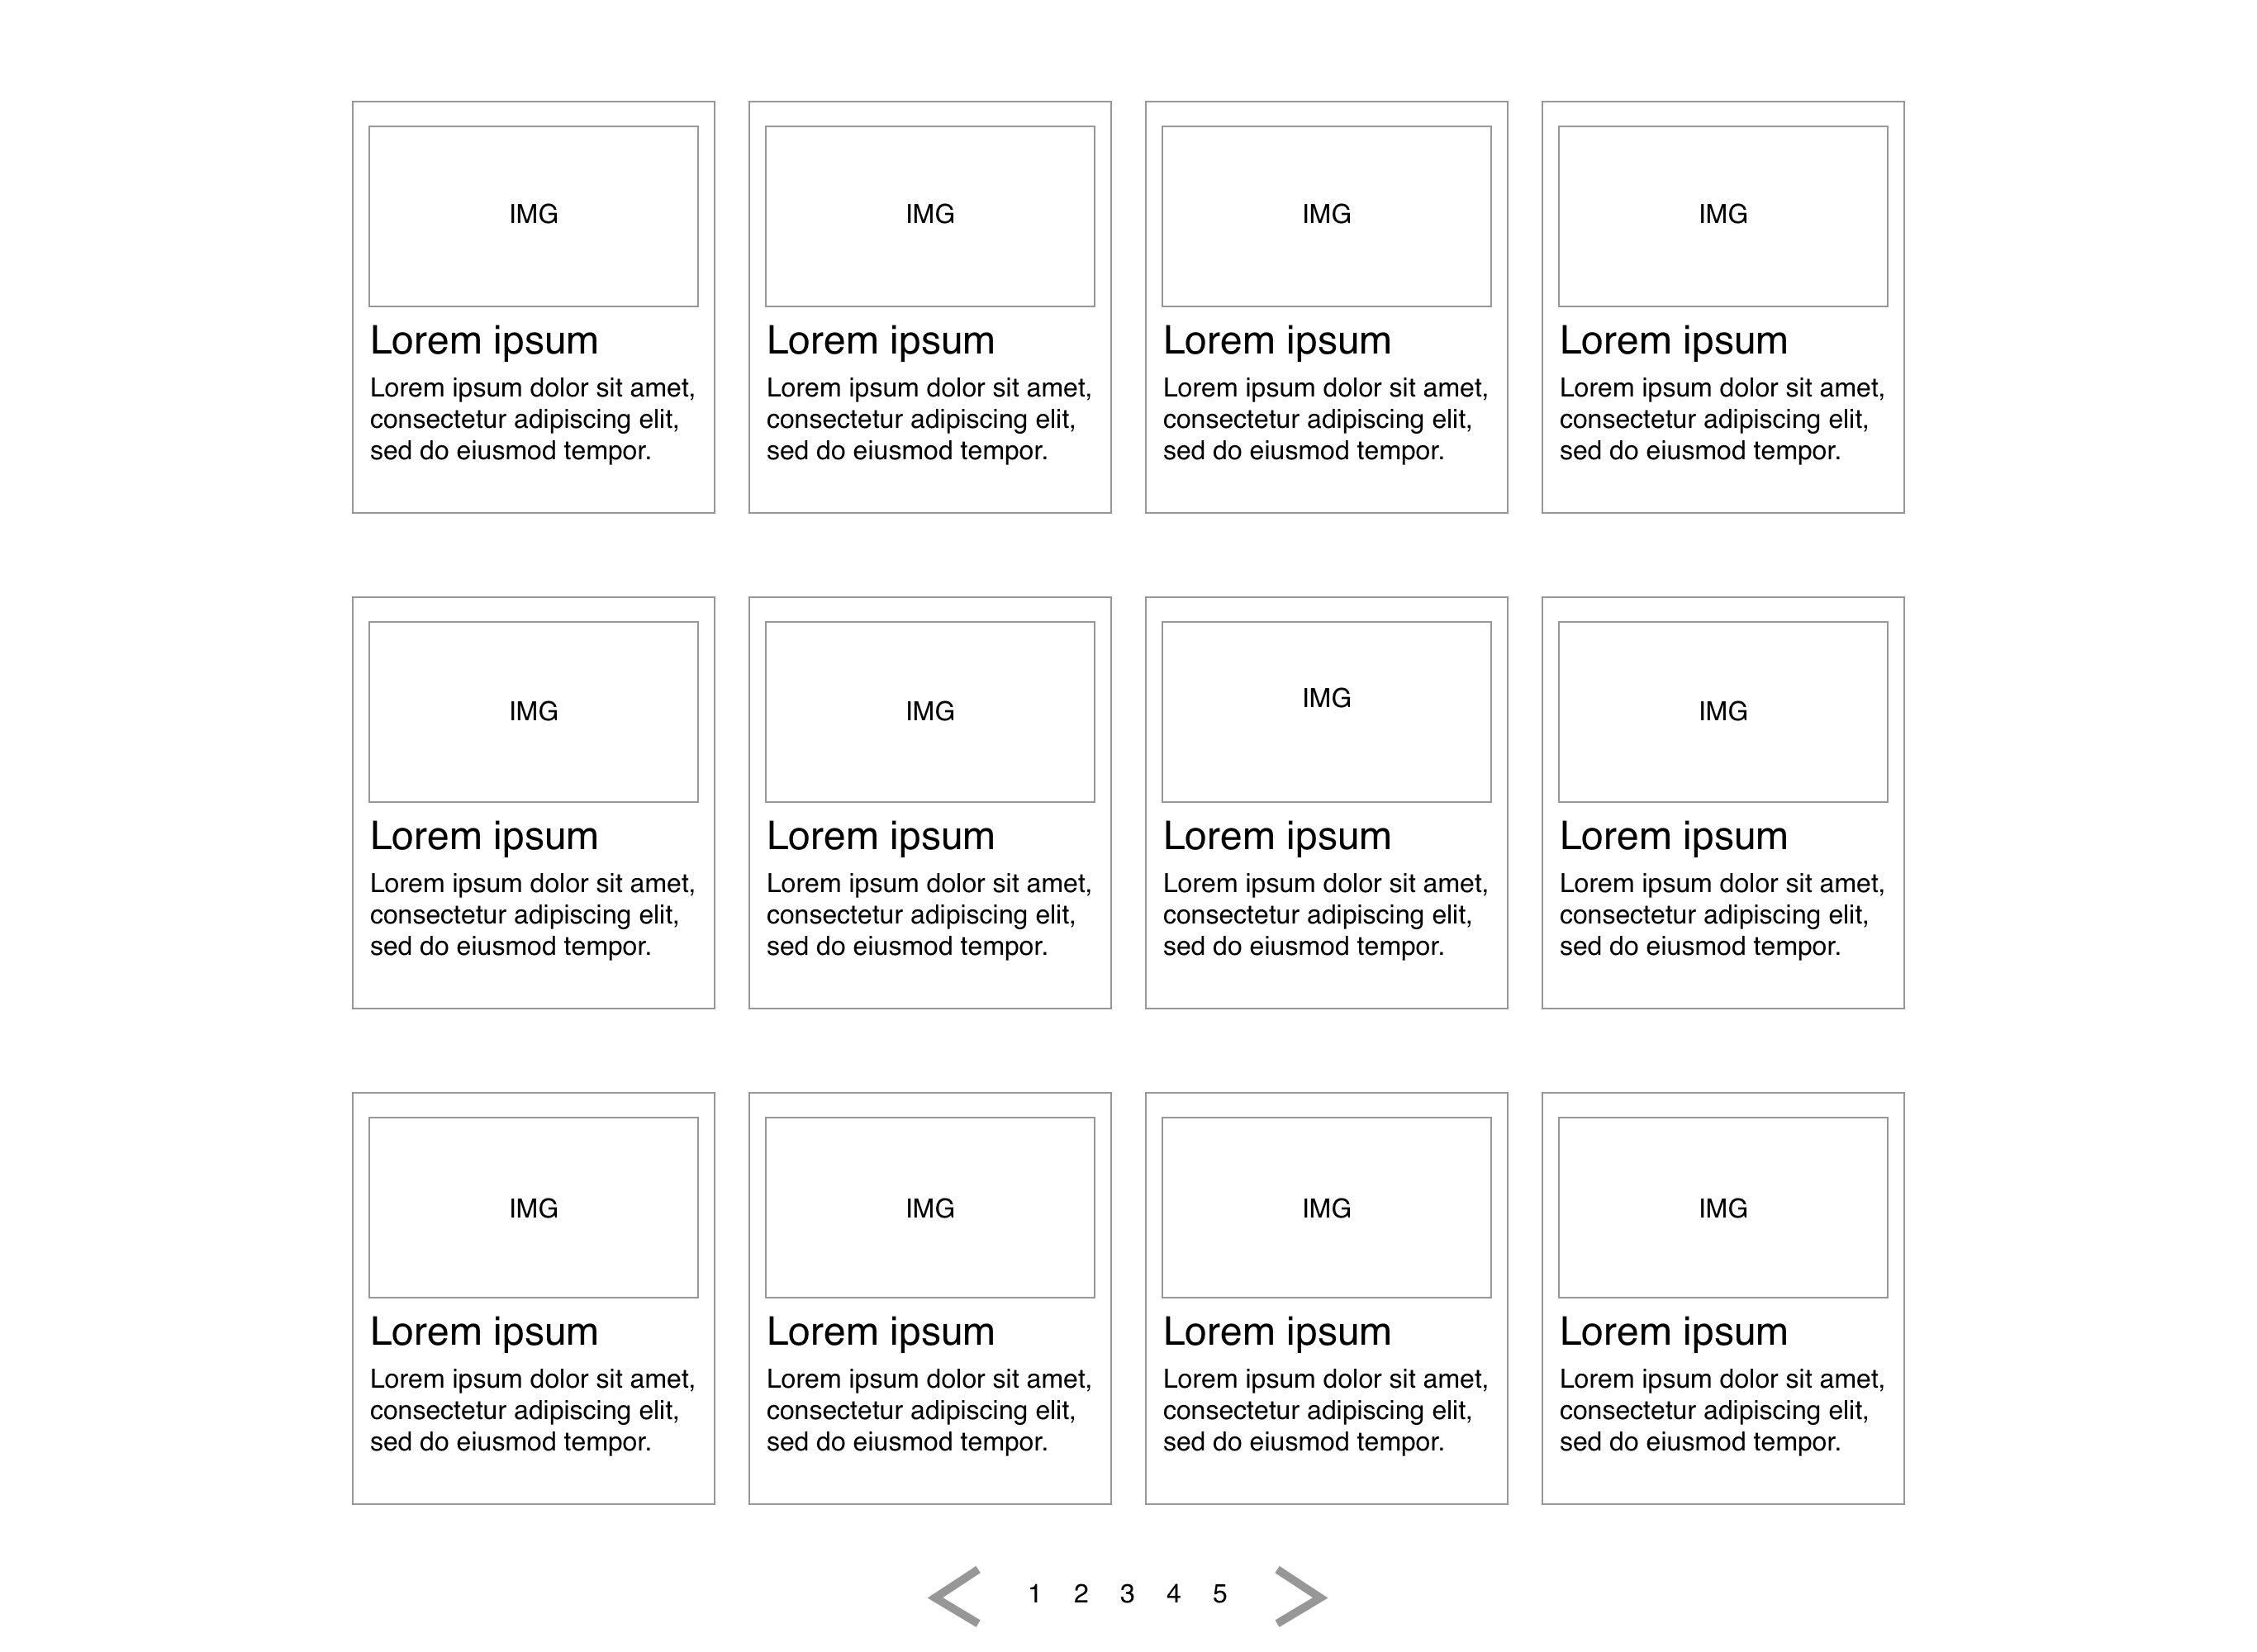 IMG
Lorem ipsum
Lorem ipsum dolor sit amet,
consectetur adipiscing elit,
sed do eiusmod tempor.
IMG
Lorem ipsum
Lorem ipsum dolor sit amet,
consectetur adipiscing elit,
sed do eiusmod tempor.
IMG
Lorem ipsum
Lorem ipsum dolor sit amet,
consectetur adipiscing elit,
sed do eiusmod tempor.
IMG
Lorem ipsum
Lorem ipsum dolor sit amet,
consectetur adipiscing elit,
sed do eiusmod tempor.
IMG
Lorem ipsum
Lorem ipsum dolor sit amet,
consectetur adipiscing elit,
sed do eiusmod tempor.
IMG
Lorem ipsum
Lorem ipsum dolor sit amet,
consectetur adipiscing elit,
sed do eiusmod tempor.
IMG
Lorem ipsum
Lorem ipsum dolor sit amet,
consectetur adipiscing elit,
sed do eiusmod tempor.
IMG
Lorem ipsum
Lorem ipsum dolor sit amet,
consectetur adipiscing elit,
sed do eiusmod tempor.
IMG
Lorem ipsum
Lorem ipsum dolor sit amet,
consectetur adipiscing elit,
sed do eiusmod tempor.
IMG
Lorem ipsum
Lorem ipsum dolor sit amet,
consectetur adipiscing elit,
sed do eiusmod tempor.
IMG
Lorem ipsum
Lorem ipsum dolor sit amet,
consectetur adipiscing elit,
sed do eiusmod tempor.
IMG
Lorem ipsum
Lorem ipsum dolor sit amet,
consectetur adipiscing elit,
sed do eiusmod tempor.
1 2 3 4 5